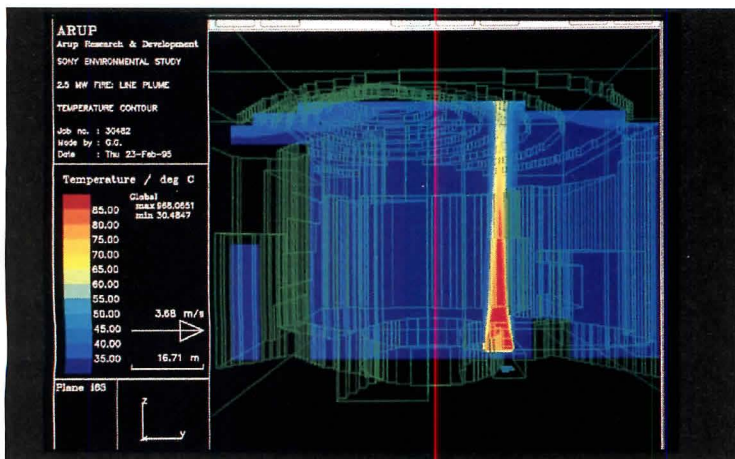 ARUP
Arup Research & Development
SONY ENVIRONMENTAL STUDY
2.5 MW FIRE: LINE PLUME
TEMPERATURE CONTOUR
Job no. : 30482
Made by : G.G.
Date : Thu 23-Feb-95
Temperature / deg C
Global
max 968.0651
min 30.4847
85.00
80.00
75.00
70.00
65.00
60.00
55.00
50.00
45.00
40.00
35.00
3.68 m/s
16.71 m
Plane 163
z
y